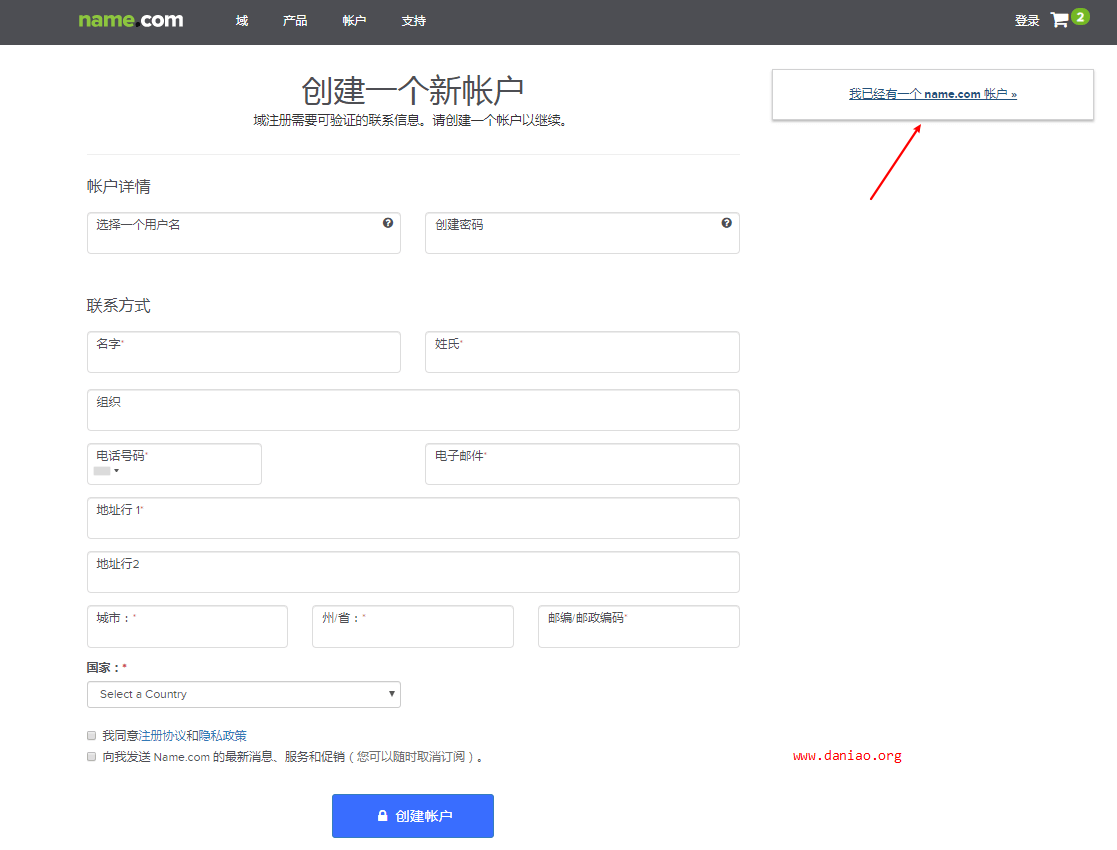 name.com 域 产品 帐户 支持 登录 2
创建一个新帐户
域注册需要可验证的联系信息。请创建一个帐户以继续。
我已经有一个 name.com 帐户 »
帐户详情
选择一个用户名 ?
创建密码 ?
联系方式
名字*
姓氏*
组织
电话号码*
电子邮件*
地址行 1*
地址行2
城市：*
州/省：*
邮编/邮政编码*
国家：*
Select a Country
我同意注册协议和隐私政策
向我发送 Name.com 的最新消息、服务和促销（您可以随时取消订阅）。
www.daniao.org
创建帐户